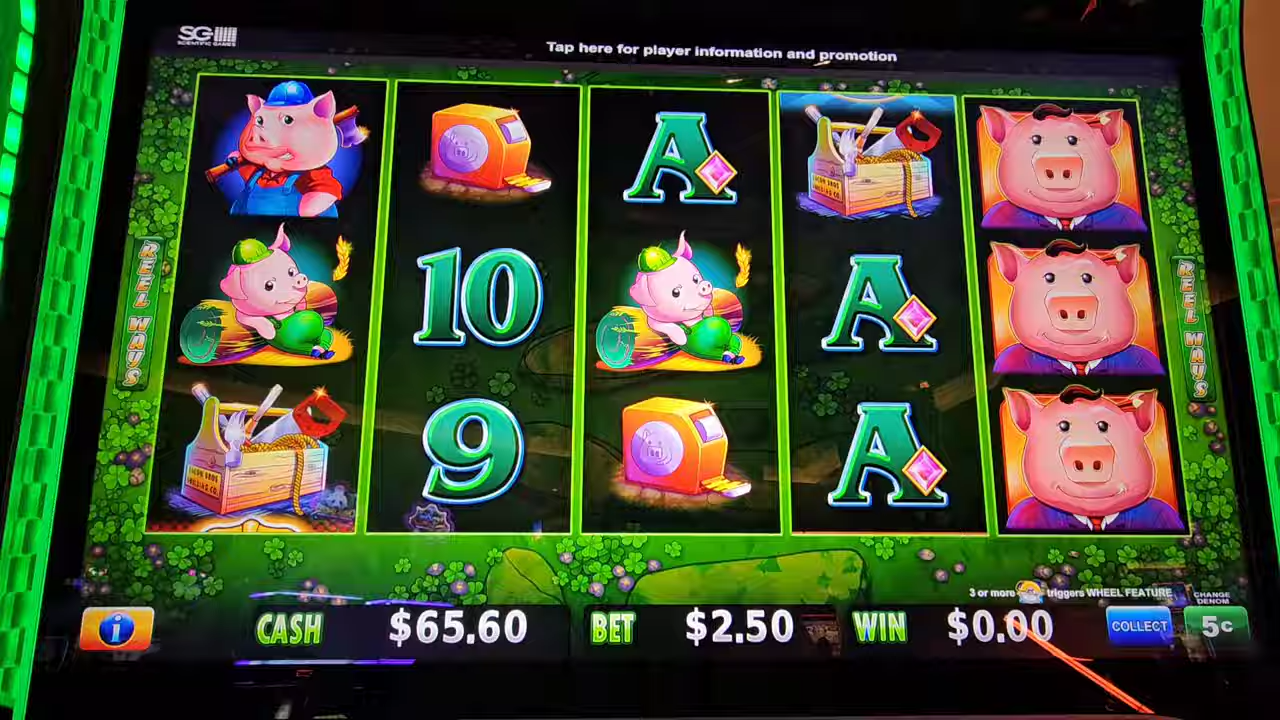 SG
SCIENTIFIC GAMES
Tap here for player information and promotion
A
10
A
9
A
REEL WAYS
REEL WAYS
3 or more triggers WHEEL FEATURE
CHANGE DENOM
i
CASH $65.60 BET $2.50 WIN $0.00 COLLECT 5¢